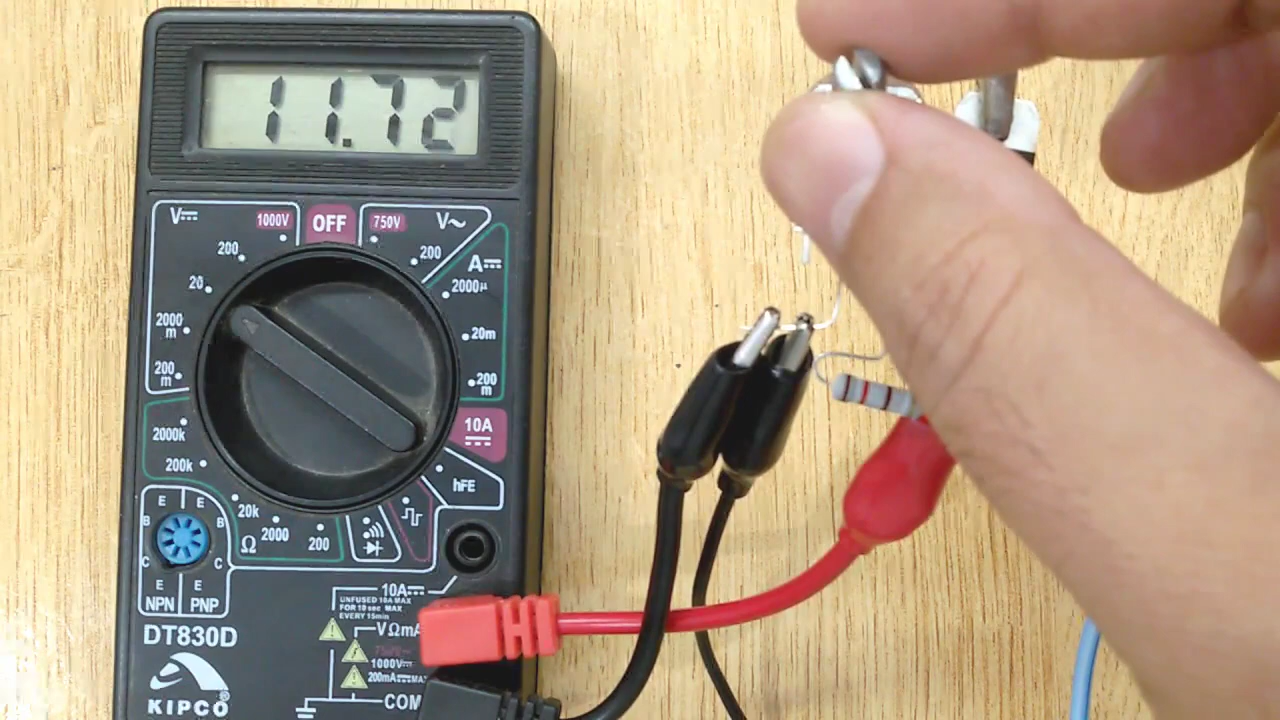 11.72
V⎓ 1000V OFF 750V V~
200 200
A⎓
20 2000µ
2000 m 20m
200 m 200 m
2000k 10A
200k hFE
20k
Ω 2000 200
E E
B B
C C
E E
NPN PNP
10A⎓
UNFUSED 10A MAX
FOR 10 sec MAX
EVERY 15min
DT830D VΩmA
1000V⎓
200mA⎓MAX
KIPCO® COM